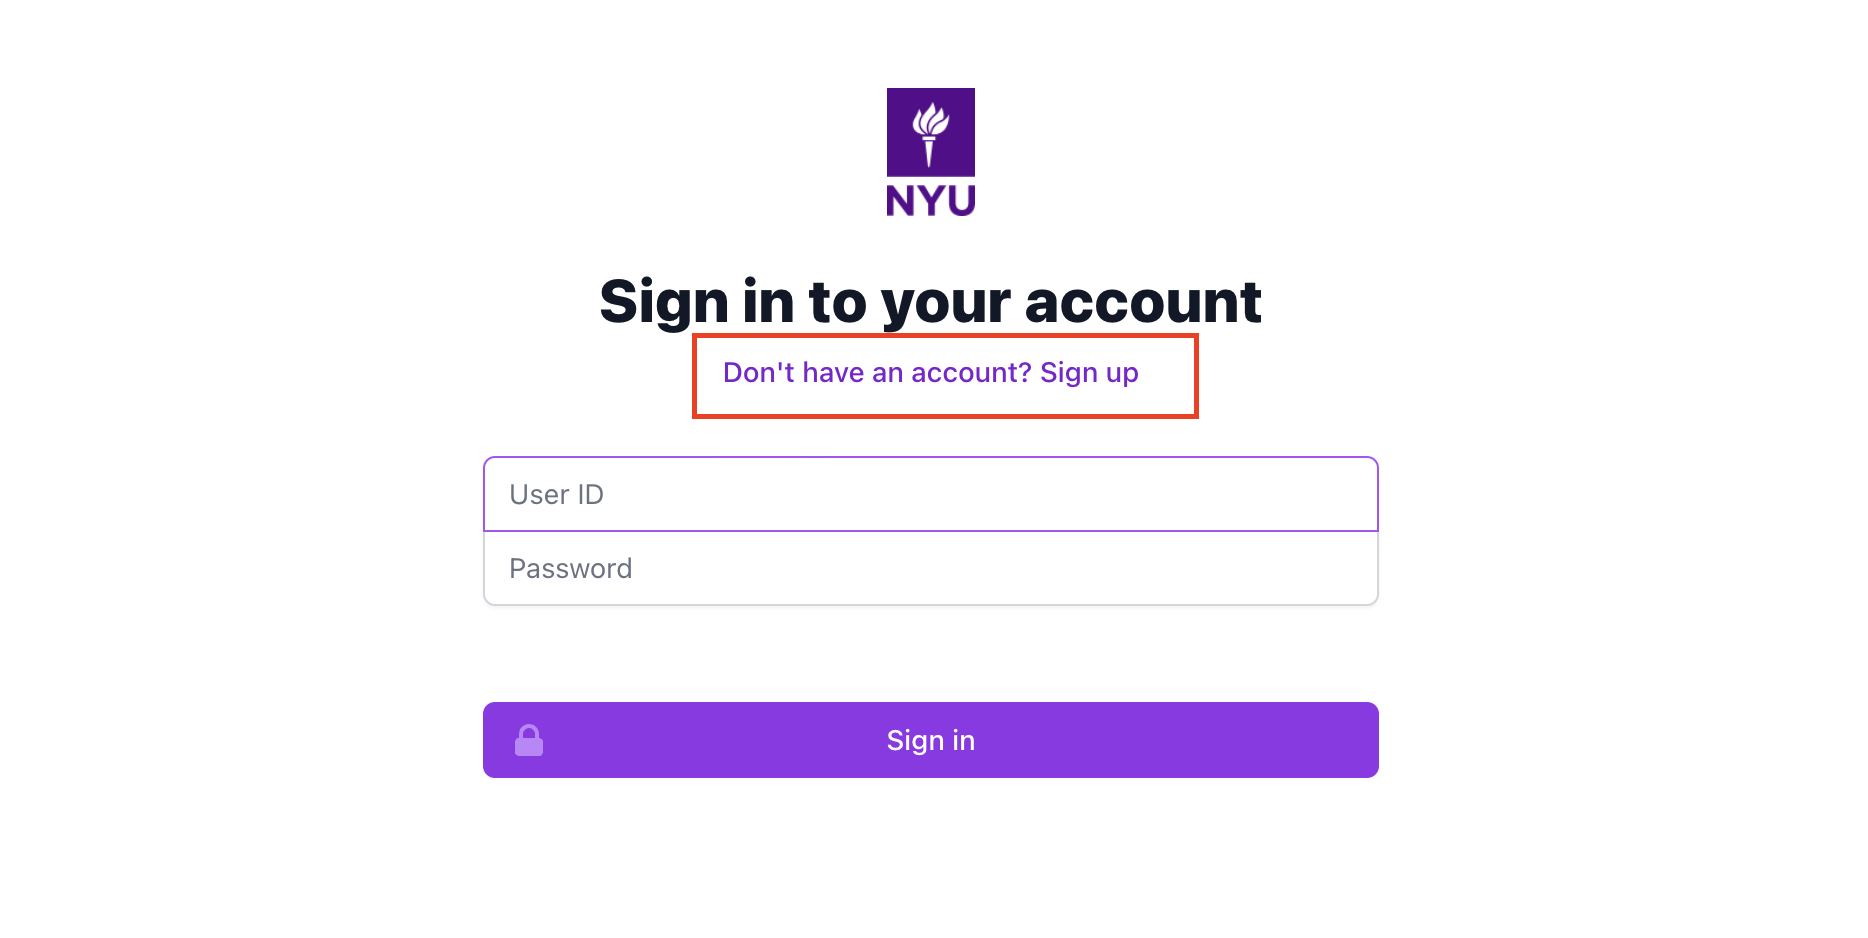 NYU
Sign in to your account
Don't have an account? Sign up
User ID
Password
Sign in